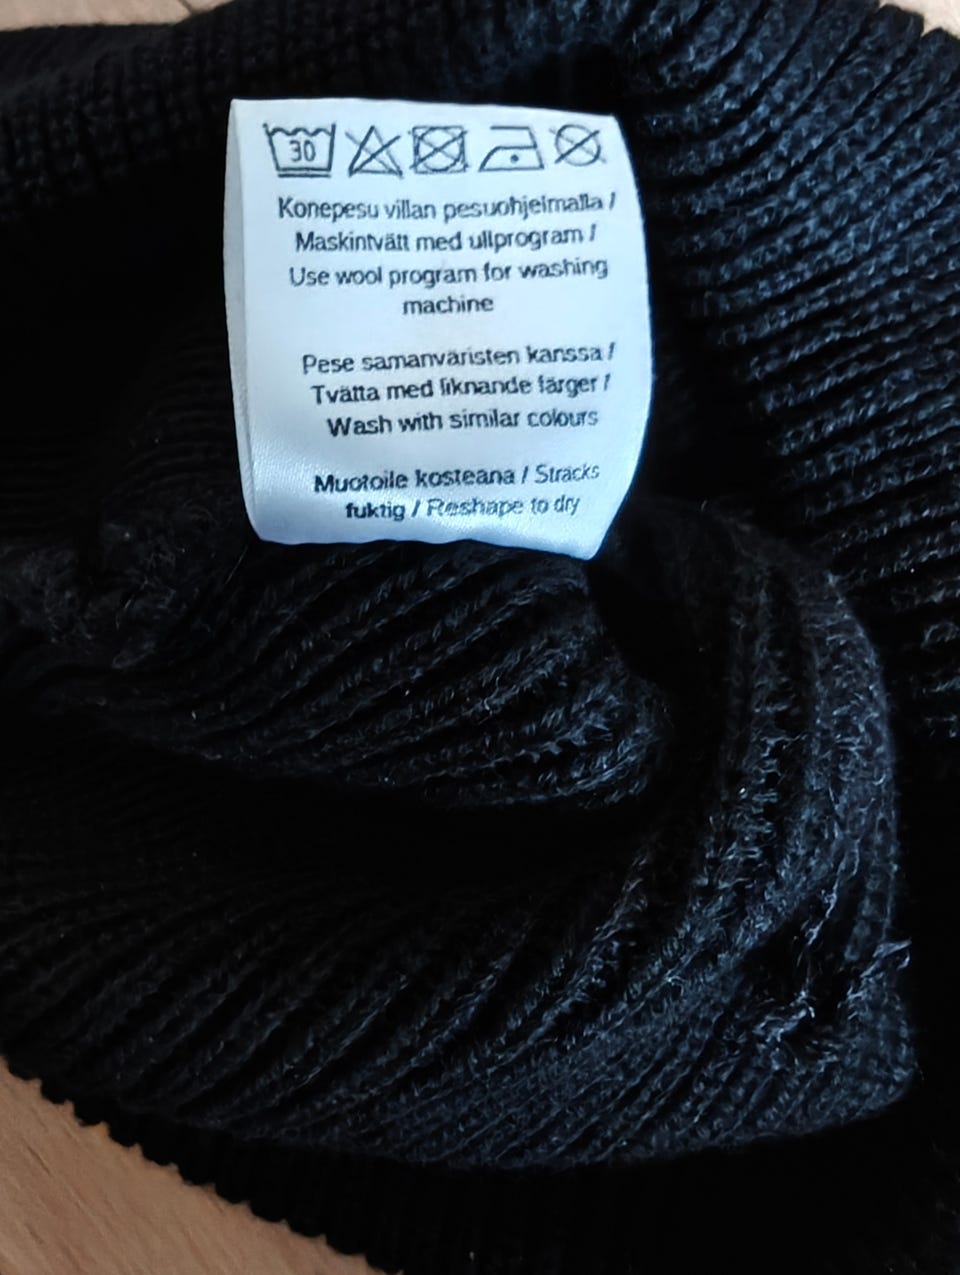 30
Konepesu villan pesuohjelmalla /
Maskintvätt med ullprogram /
Use wool program for washing
machine
Pese samanväristen kanssa /
Tvätta med liknande färger /
Wash with similar colours
Muotoile kosteana / Sträcks
fuktig / Reshape to dry